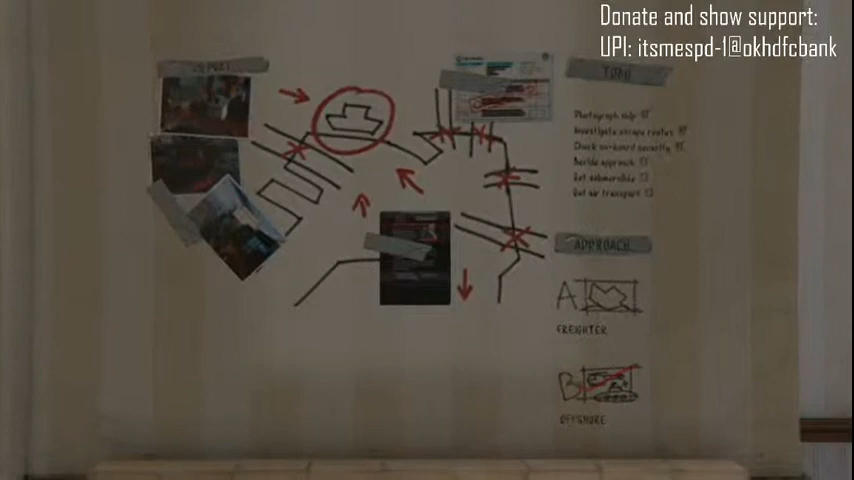 Donate and show support:
UPI: itsmespd-1@okhdfcbank
TODO
Photograph ship
Investigate escape routes
Check on-board security
Decide approach
Get submersible
Get air transport
APPROACH
A
FREIGHTER
B
OFFSHORE